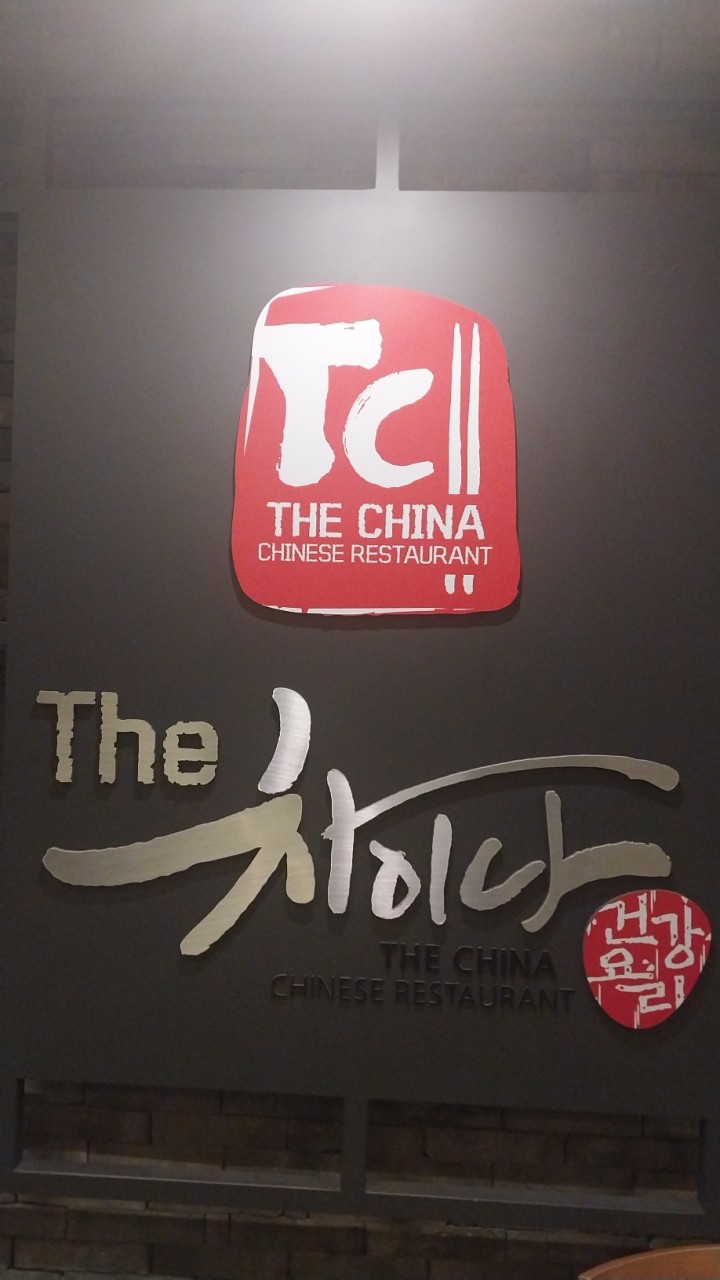 Tc
THE CHINA
CHINESE RESTAURANT
The
차이나
THE CHINA
CHINESE RESTAURANT
건강
요리